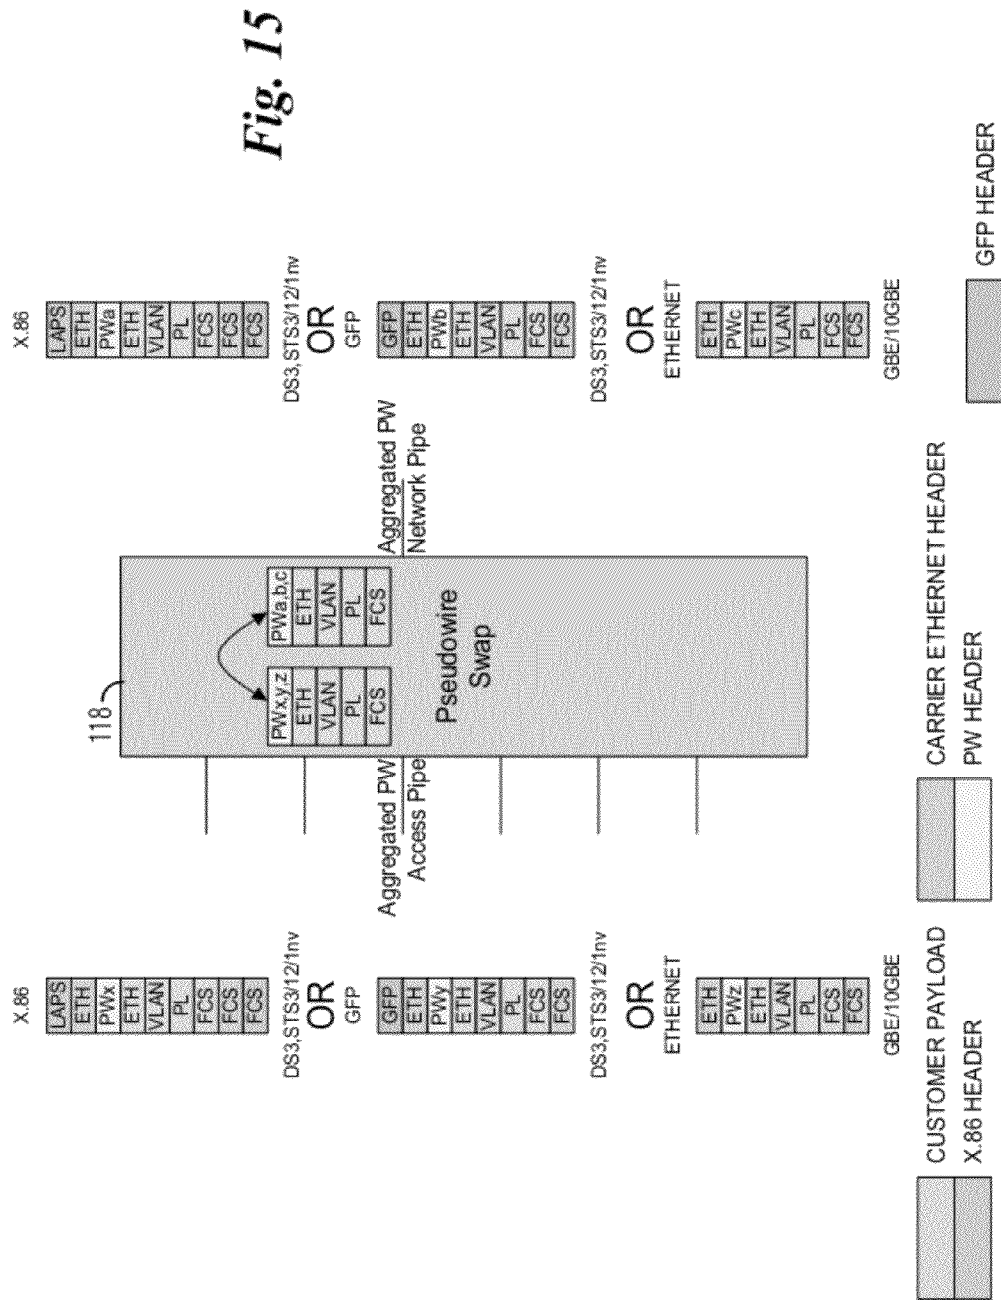 X.86
LAPS
ETH
PWx
ETH
VLAN
PL
FCS
FCS
FCS
DS3,STS3/12/1nv
OR
GFP
GFP
ETH
PWy
ETH
VLAN
PL
FCS
FCS
DS3,STS3/12/1nv
OR
ETHERNET
ETH
PWz
ETH
VLAN
PL
FCS
FCS
GBE/10GBE
118
Aggregated PW
Access Pipe
PWx,y,z
ETH
VLAN
PL
FCS
PWa,b,c
ETH
VLAN
PL
FCS
Pseudowire
Swap
Aggregated PW
Network Pipe
X.86
LAPS
ETH
PWa
ETH
VLAN
PL
FCS
FCS
FCS
DS3,STS3/12/1nv
OR
GFP
GFP
ETH
PWb
ETH
VLAN
PL
FCS
FCS
DS3,STS3/12/1nv
OR
ETHERNET
ETH
PWc
ETH
VLAN
PL
FCS
FCS
GBE/10GBE
Fig. 15
CUSTOMER PAYLOAD
X.86 HEADER
CARRIER ETHERNET HEADER
PW HEADER
GFP HEADER